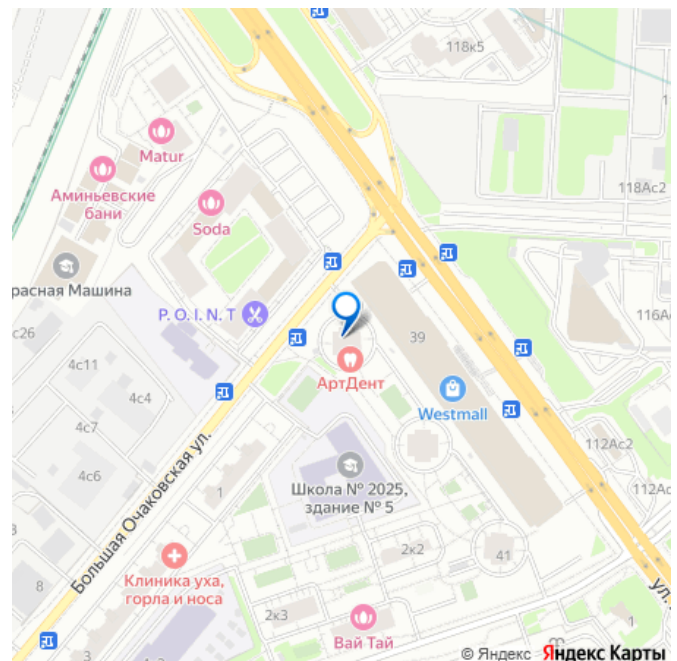 118к5
Matur
118Ас2
Аминьевские
бани
Soda
расная Машина
116Ас
P. O. I. N. T
с26
39
4с11
АртДент
4с4
Westmall
4с7
112Ас2
Большая Очаковская ул.
4с6
Школа № 2025,
здание № 5
112Ас
1
2к2
41
Клиника уха,
горла и носа
8
ул.
2к3
1
Вай Тай
3
© Яндекс Яндекс Карты